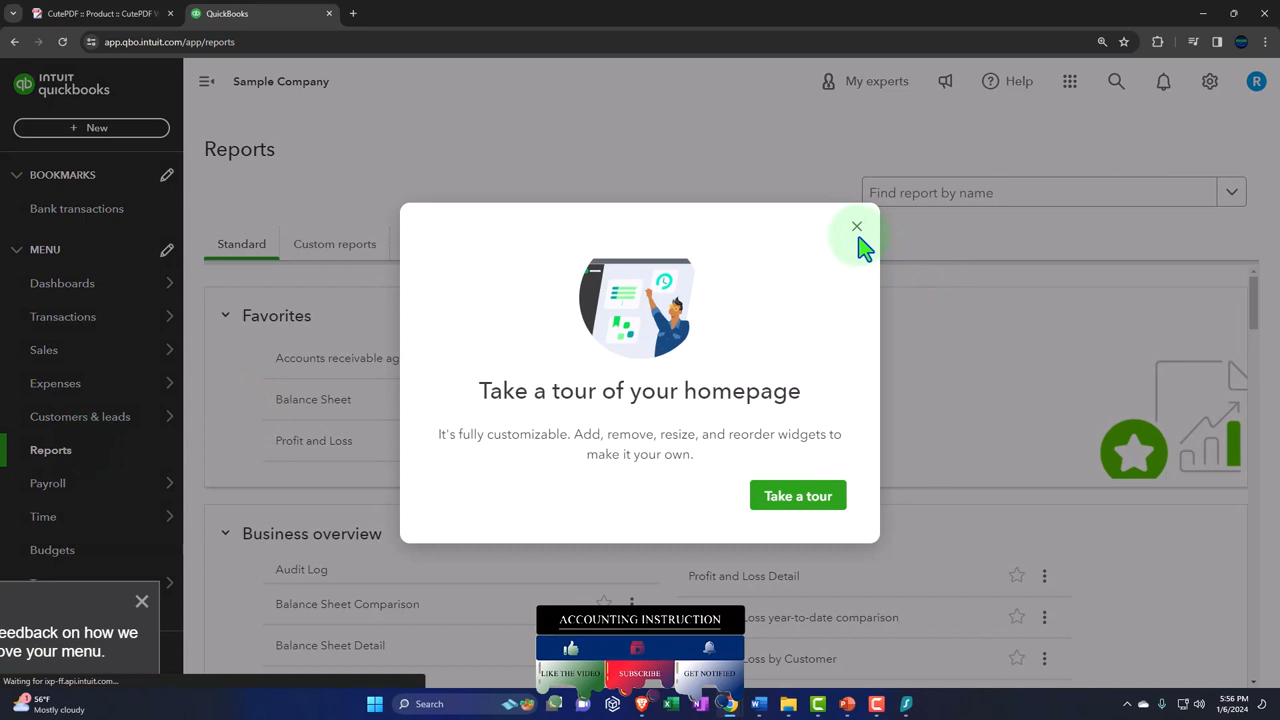 CutePDF :: Product :: CutePDF W
QuickBooks
app.qbo.intuit.com/app/reports
INTUIT
quickbooks
Sample Company
My experts
Help
R
+ New
BOOKMARKS
Bank transactions
MENU
Dashboards
Transactions
Sales
Expenses
Customers & leads
Reports
Payroll
Time
Budgets
Reports
Find report by name
Standard
Custom reports
Favorites
Accounts receivable ag
Balance Sheet
Profit and Loss
Take a tour of your homepage
It's fully customizable. Add, remove, resize, and reorder widgets to
make it your own.
Take a tour
Business overview
Audit Log
Profit and Loss Detail
Balance Sheet Comparison
Loss year-to-date comparison
Balance Sheet Detail
Loss by Customer
eedback on how we
ove your menu.
ACCOUNTING INSTRUCTION
LIKE THE VIDEO
SUBSCRIBE
GET NOTIFIED
Waiting for ixp-ff.api.intuit.com...
56°F
Mostly cloudy
Search
5:56 PM
1/6/2024